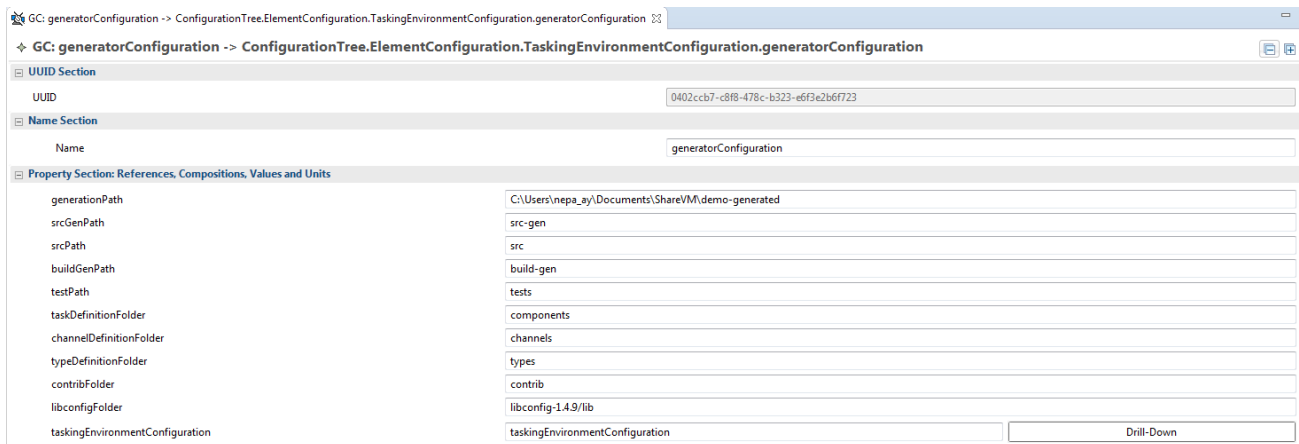 GC: generatorConfiguration -> ConfigurationTree.ElementConfiguration.TaskingEnvironmentConfiguration.generatorConfiguration
GC: generatorConfiguration -> ConfigurationTree.ElementConfiguration.TaskingEnvironmentConfiguration.generatorConfiguration
UUID Section
UUID 0402ccb7-c8f8-478c-b323-e6f3e2b6f723
Name Section
Name generatorConfiguration
Property Section: References, Compositions, Values and Units
generationPath C:\Users\nepa_ay\Documents\ShareVM\demo-generated
srcGenPath src-gen
srcPath src
buildGenPath build-gen
testPath tests
taskDefinitionFolder components
channelDefinitionFolder channels
typeDefinitionFolder types
contribFolder contrib
libconfigFolder libconfig-1.4.9/lib
taskingEnvironmentConfiguration taskingEnvironmentConfiguration Drill-Down